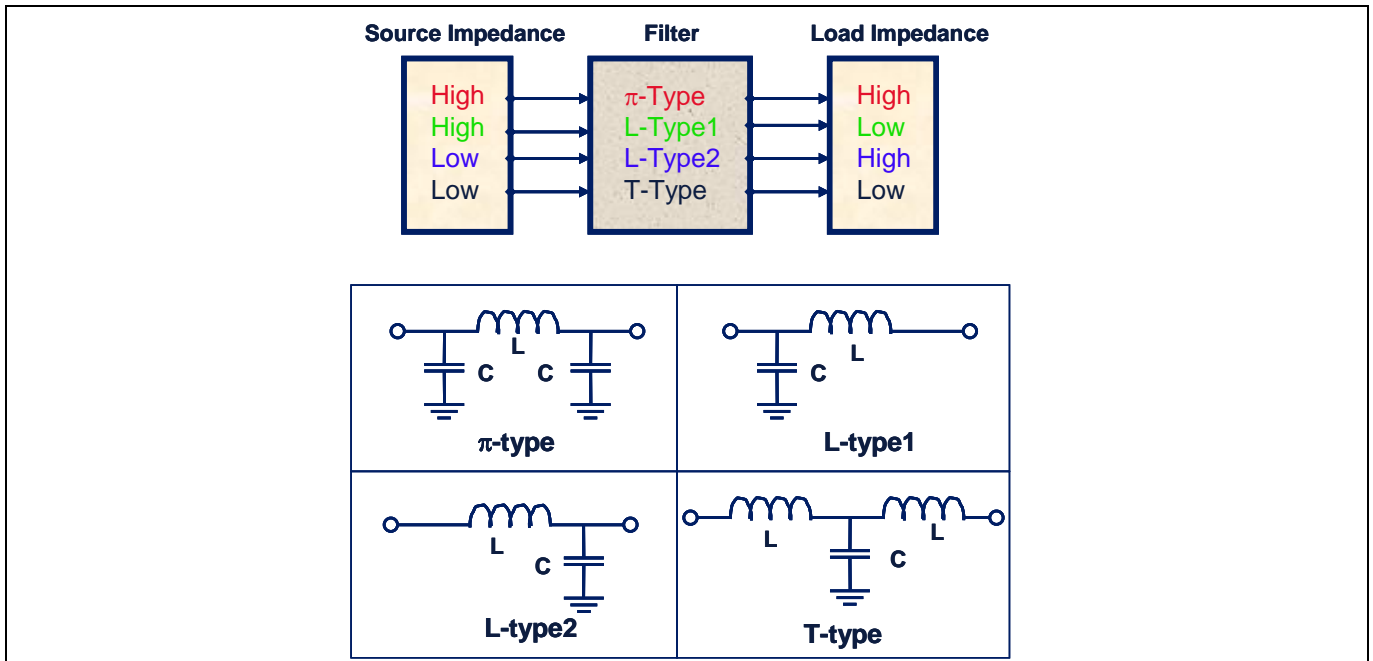 Source Impedance Filter Load Impedance
High π-Type High
High L-Type1 Low
Low L-Type2 High
Low T-Type Low
L L
C C C
π-type L-type1
L L L
C C
L-type2 T-type